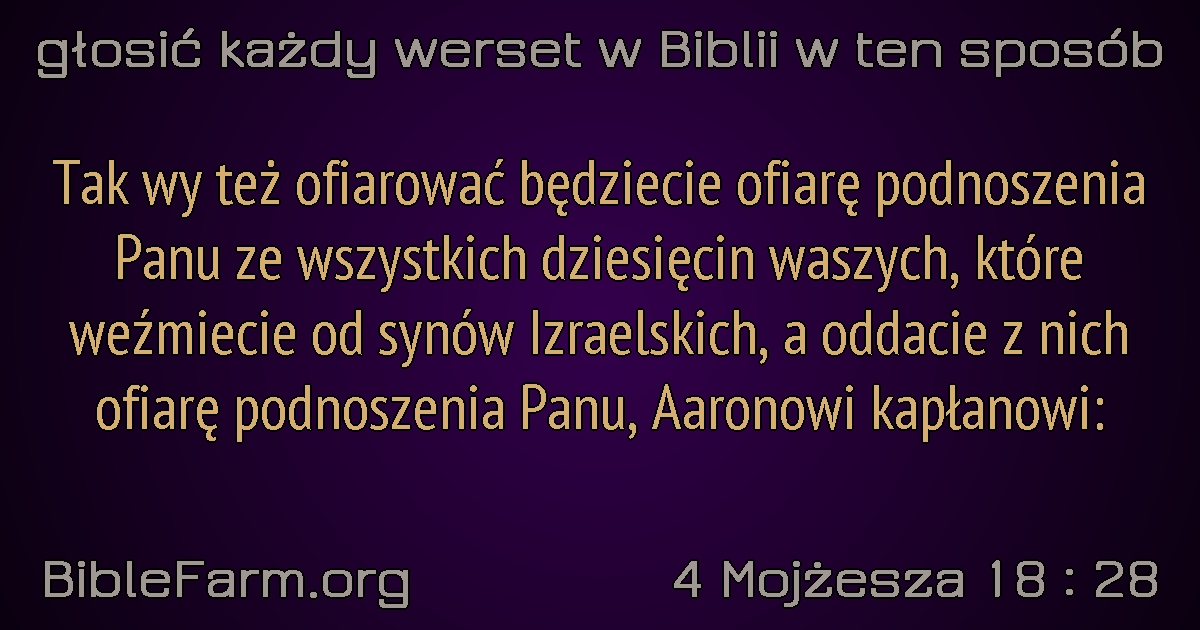 głosić każdy werset w Biblii w ten sposób
Tak wy też ofiarować będziecie ofiarę podnoszenia
Panu ze wszystkich dziesięcin waszych, które
weźmiecie od synów Izraelskich, a oddacie z nich
ofiarę podnoszenia Panu, Aaronowi kapłanowi:
BibleFarm.org
4 Mojżesza 18 : 28